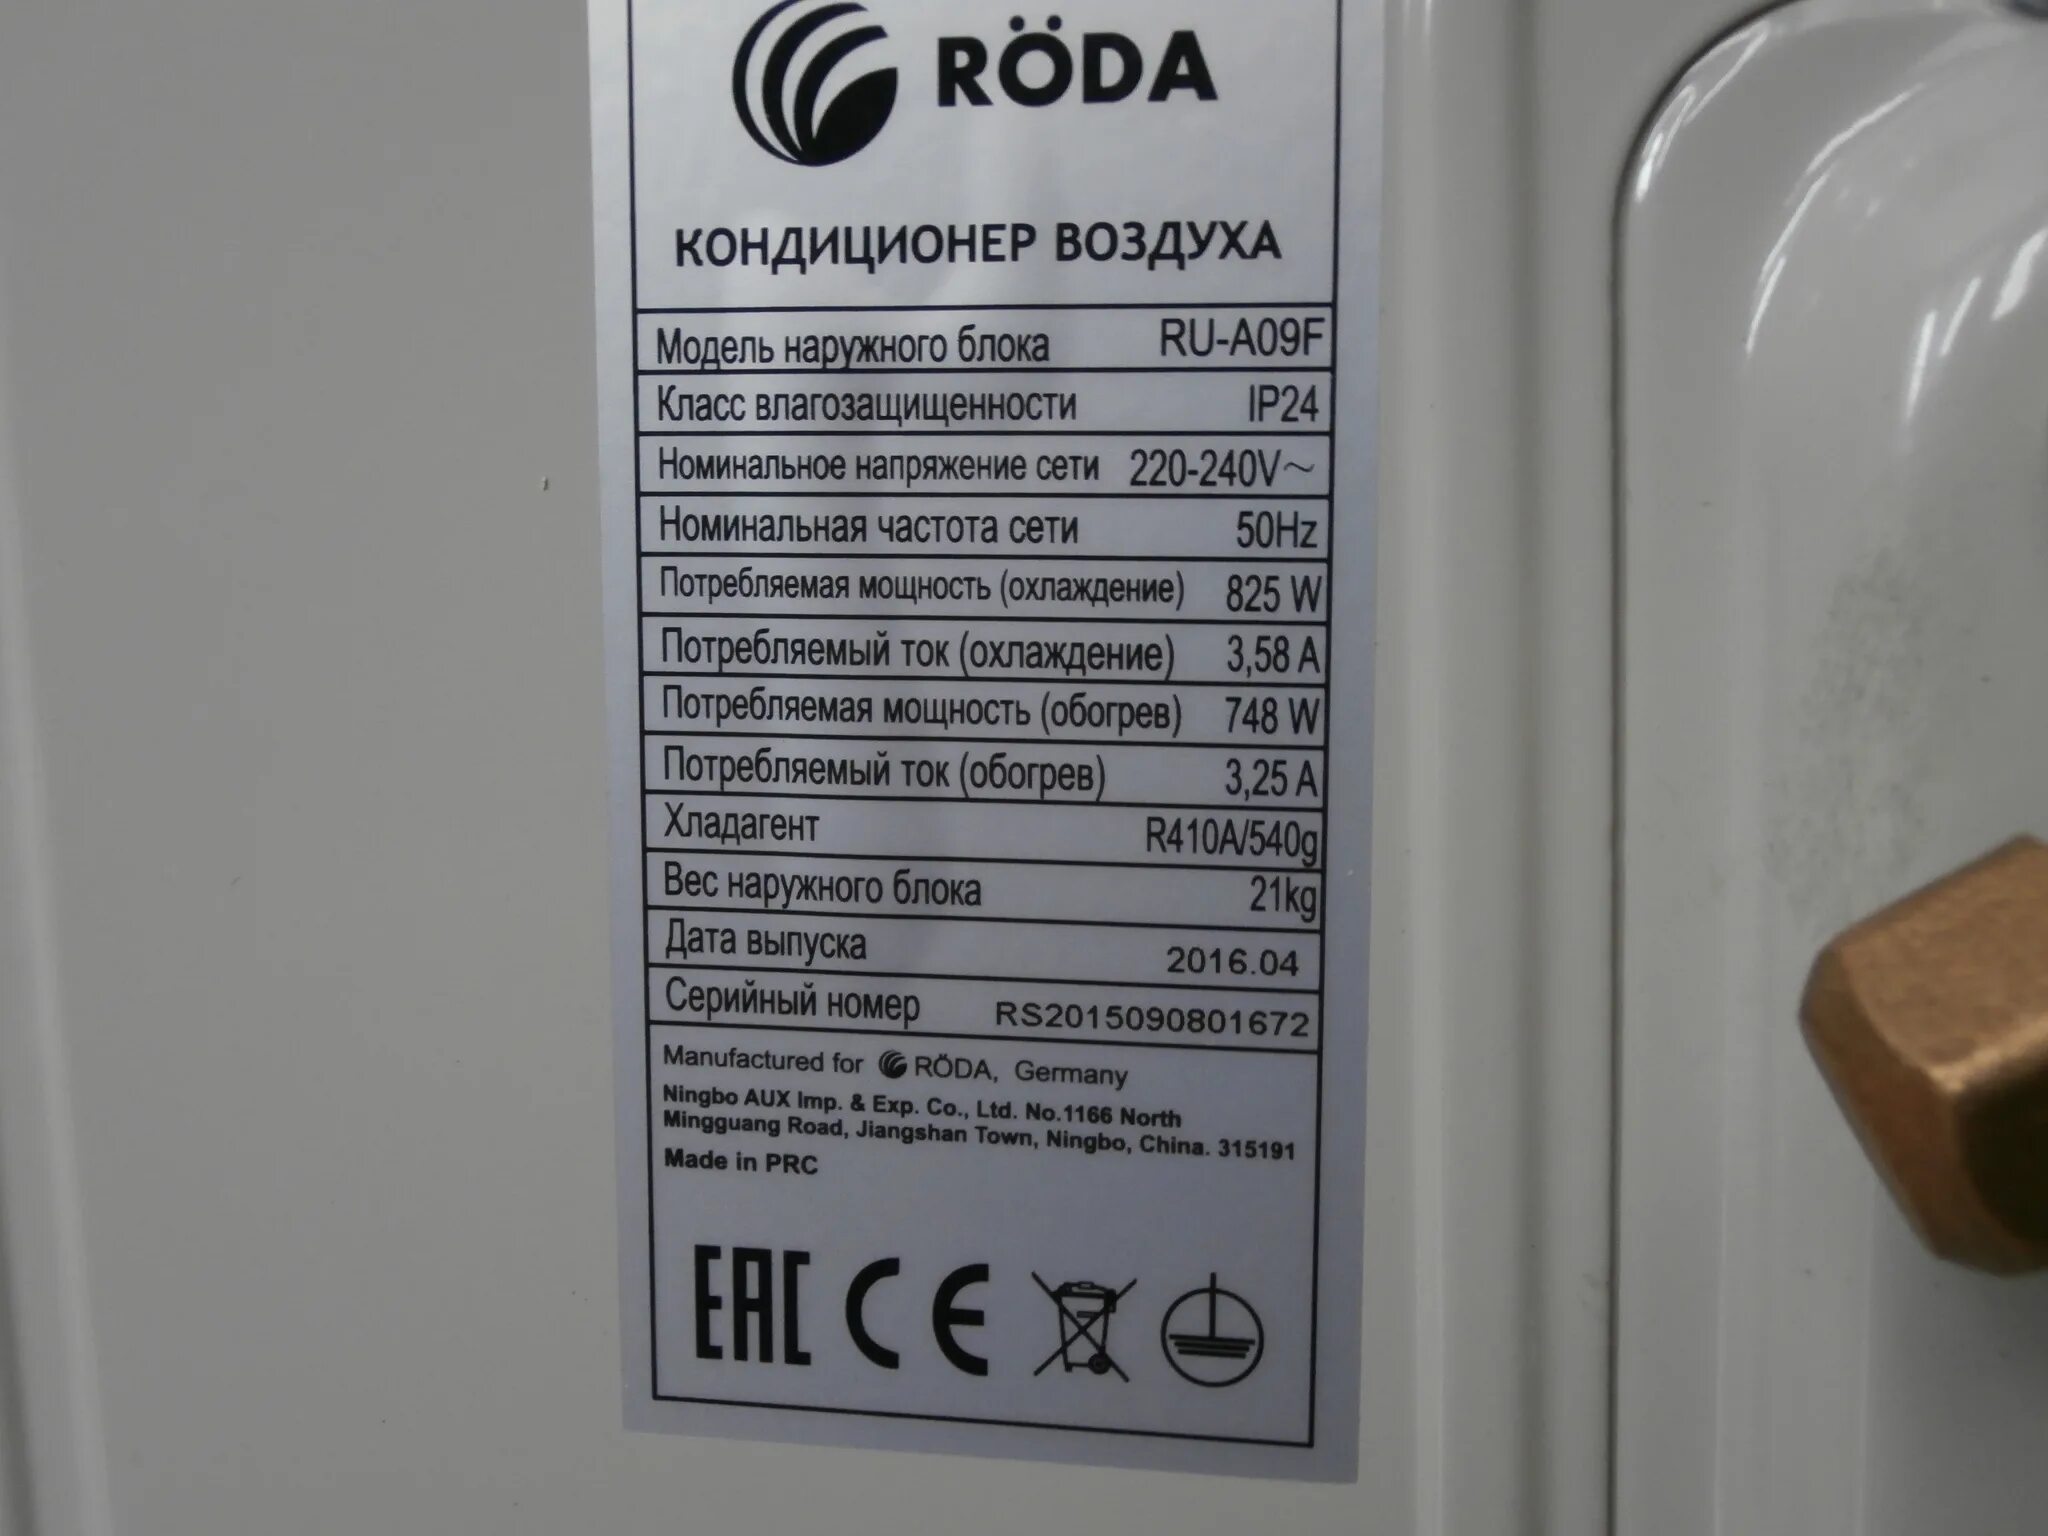 RÖDA
КОНДИЦИОНЕР ВОЗДУХА
Модель наружного блока RU-A09F
Класс влагозащищенности IP24
Номинальное напряжение сети 220-240V~
Номинальная частота сети 50Hz
Потребляемая мощность (охлаждение) 825 W
Потребляемый ток (охлаждение) 3,58 A
Потребляемая мощность (обогрев) 748 W
Потребляемый ток (обогрев) 3,25 A
Хладагент R410A/540g
Вес наружного блока 21kg
Дата выпуска 2016.04
Серийный номер RS2015090801672
Manufactured for RÖDA, Germany
Ningbo AUX Imp. & Exp. Co., Ltd. No.1166 North
Mingguang Road, Jiangshan Town, Ningbo, China. 315191
Made in PRC
EAC CE